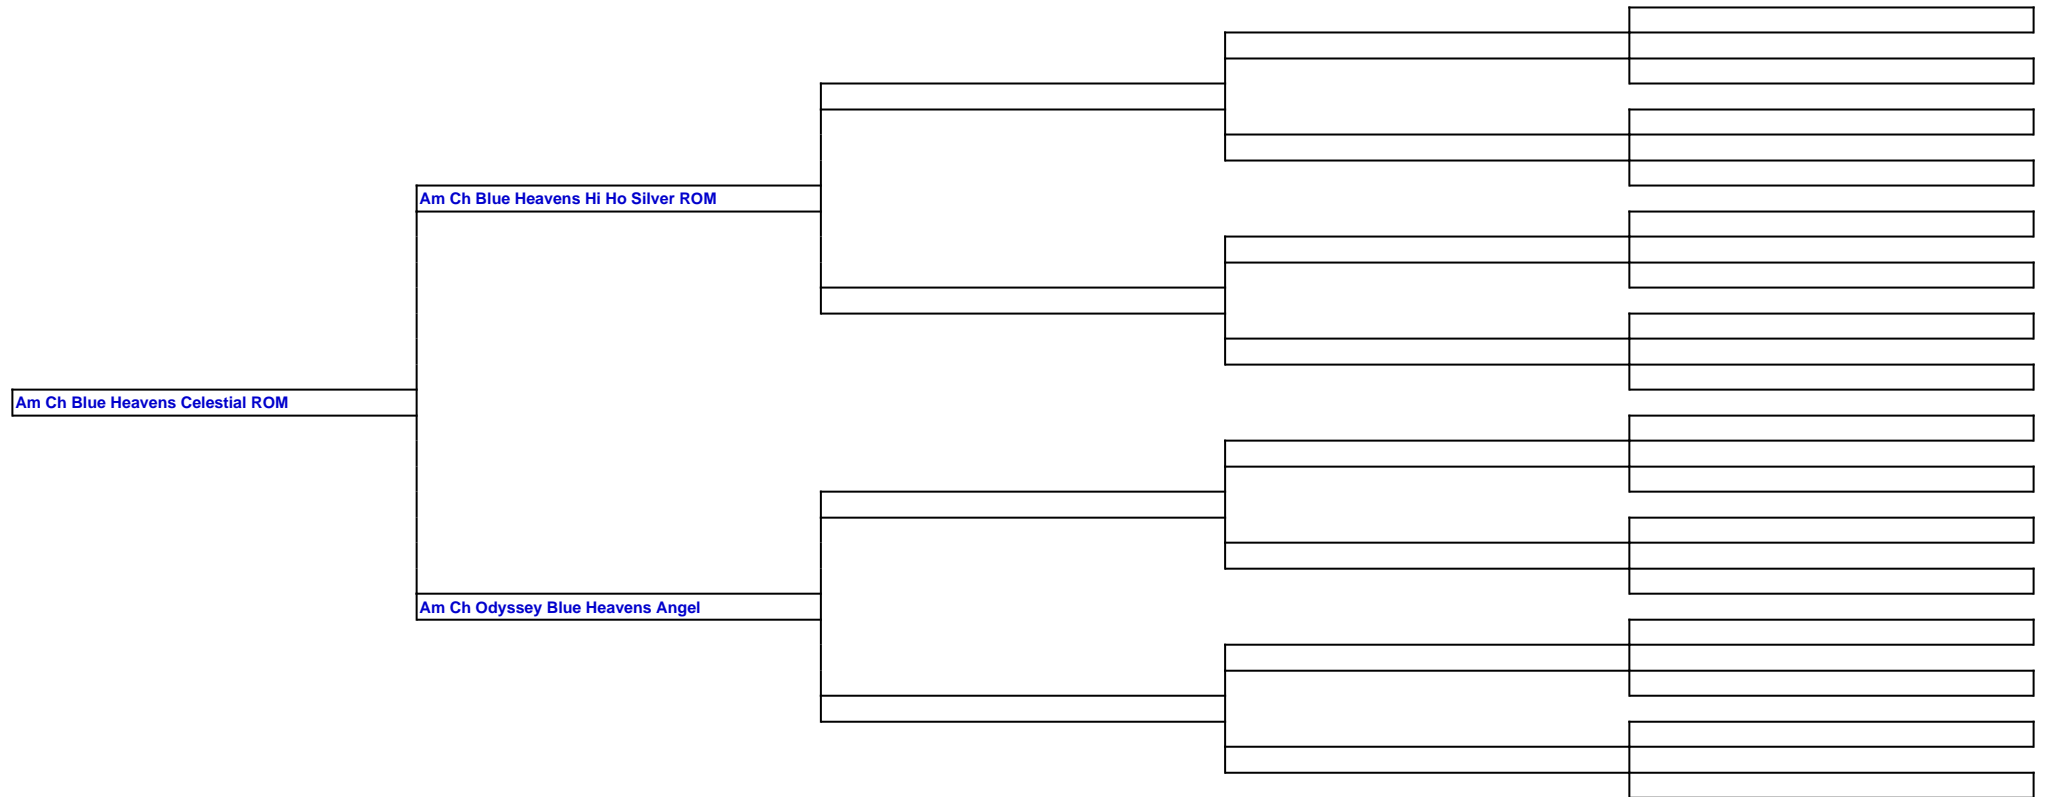 Am Ch Blue Heavens Hi Ho Silver ROM
Am Ch Blue Heavens Celestial ROM
Am Ch Odyssey Blue Heavens Angel